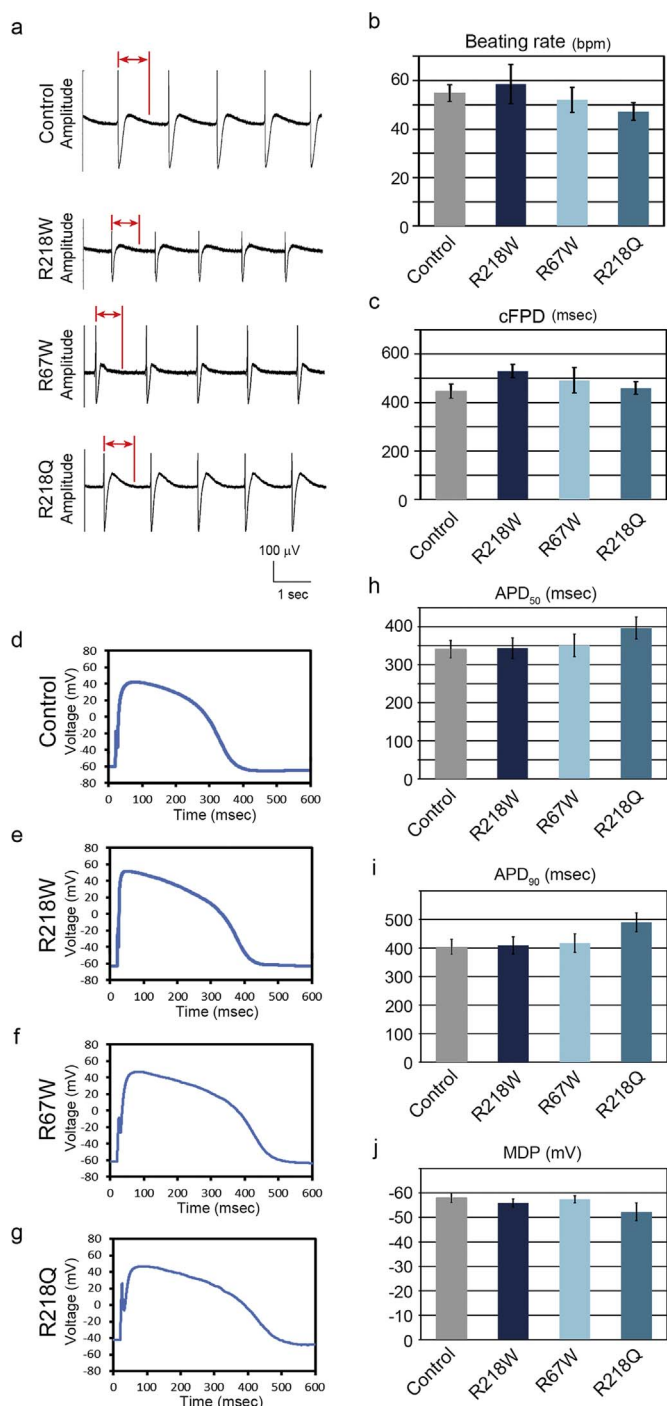 a
Control
Amplitude
R218W
Amplitude
R67W
Amplitude
R218Q
Amplitude
100 μV
1 sec
b
Beating rate (bpm)
60
40
20
0
Control
R218W
R67W
R218Q
c
cFPD (msec)
600
400
200
0
Control
R218W
R67W
R218Q
d
Control
Voltage (mV)
80
60
40
20
0
-20
-40
-60
-80
0 100 200 300 400 500 600
Time (msec)
e
R218W
Voltage (mV)
80
60
40
20
0
-20
-40
-60
-80
0 100 200 300 400 500 600
Time (msec)
f
R67W
Voltage (mV)
80
60
40
20
0
-20
-40
-60
-80
0 100 200 300 400 500 600
Time (msec)
g
R218Q
Voltage (mV)
80
60
40
20
0
-20
-40
-60
-80
0 100 200 300 400 500 600
Time (msec)
h
APD50 (msec)
400
300
200
100
0
Control
R218W
R67W
R218Q
i
APD90 (msec)
500
400
300
200
100
0
Control
R218W
R67W
R218Q
j
MDP (mV)
-60
-50
-40
-30
-20
-10
0
Control
R218W
R67W
R218Q